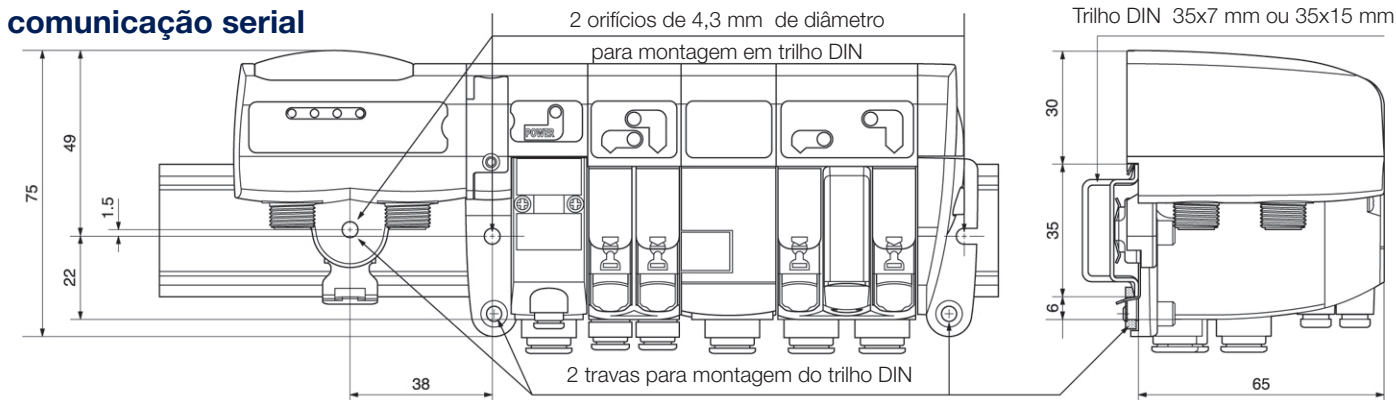 comunicação serial
2 orifícios de 4,3 mm de diâmetro
para montagem em trilho DIN
Trilho DIN 35x7 mm ou 35x15 mm
75
49
1.5
22
POWER
30
35
6
38
2 travas para montagem do trilho DIN
65